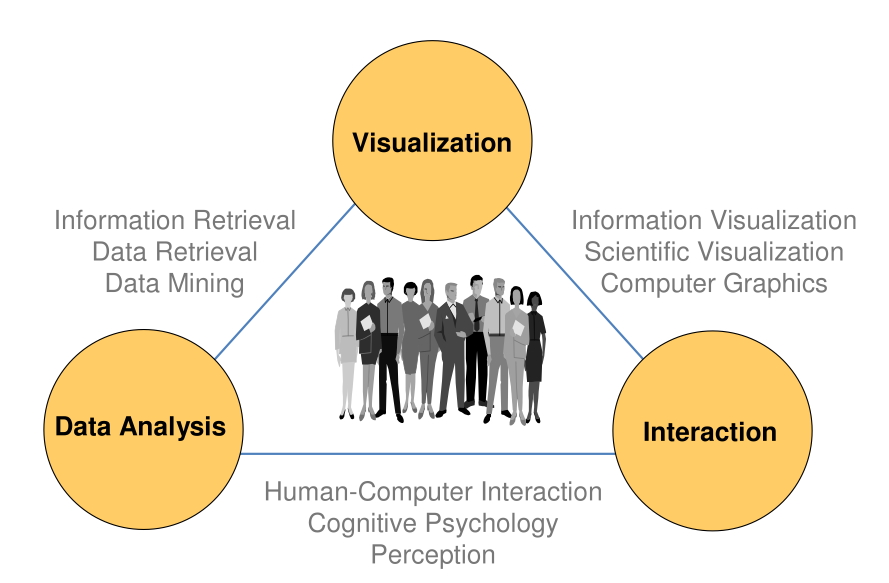 Visualization
Information Retrieval
Data Retrieval
Data Mining
Information Visualization
Scientific Visualization
Computer Graphics
Data Analysis
Interaction
Human-Computer Interaction
Cognitive Psychology
Perception